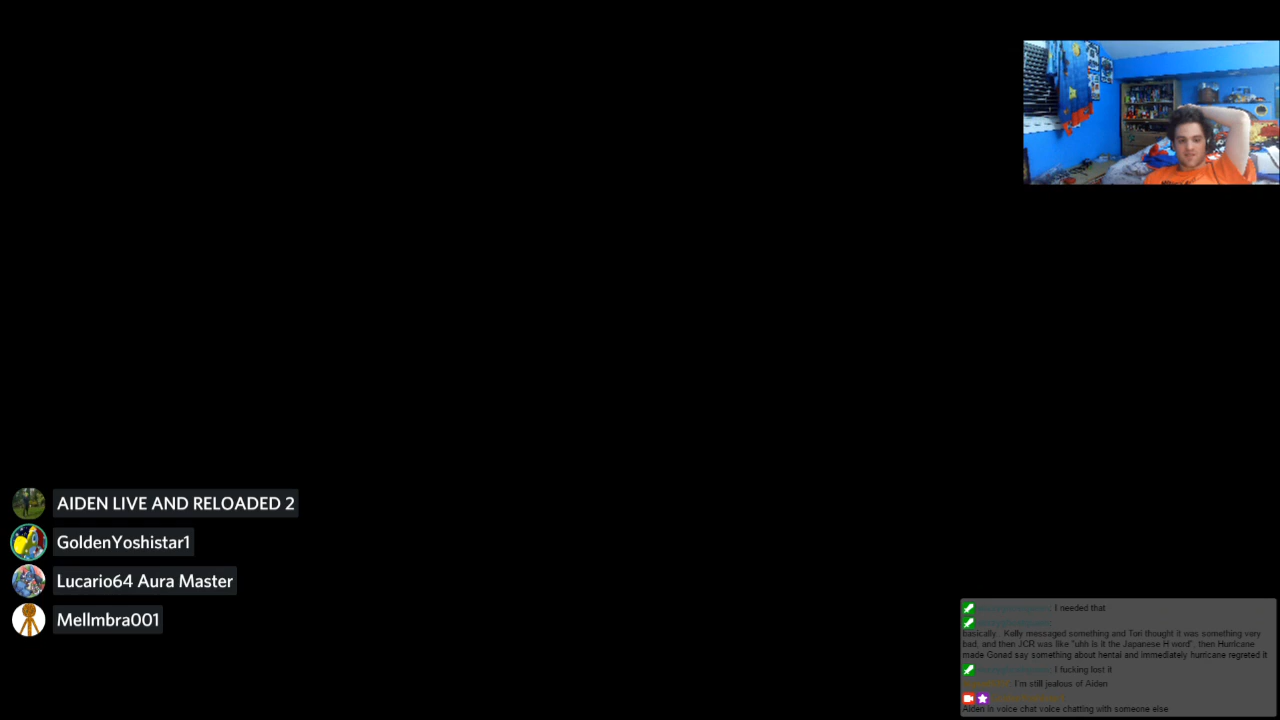 AIDEN LIVE AND RELOADED 2
GoldenYoshistar1
Lucario64 Aura Master
Mellmbra001
I needed that
basically. Kelly messaged something and Tori thought it was something very
bad, and then JCR was like "uhh is it the Japanese H word", then Hurricane
made Gonad say something about hentai and immediately hurricane regretted it
I fucking lost it
I'm still jealous of Aiden
Aiden in voice chat voice chatting with someone else